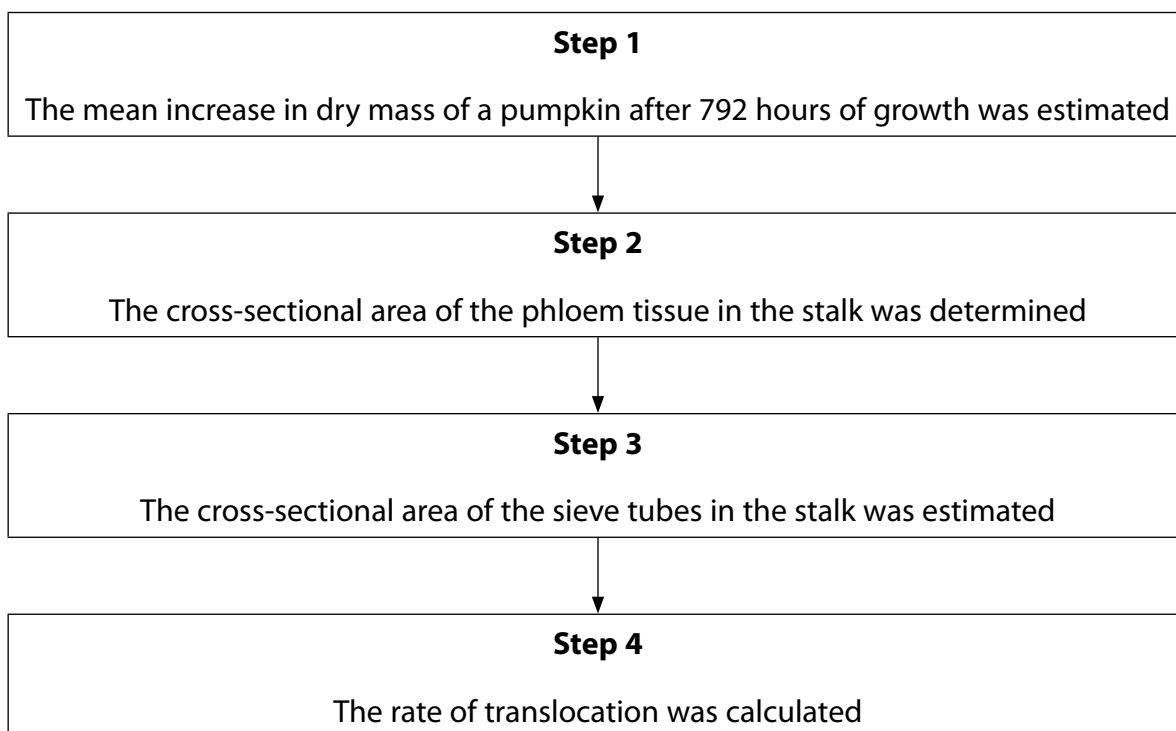 Step 1
The mean increase in dry mass of a pumpkin after 792 hours of growth was estimated
Step 2
The cross-sectional area of the phloem tissue in the stalk was determined
Step 3
The cross-sectional area of the sieve tubes in the stalk was estimated
Step 4
The rate of translocation was calculated